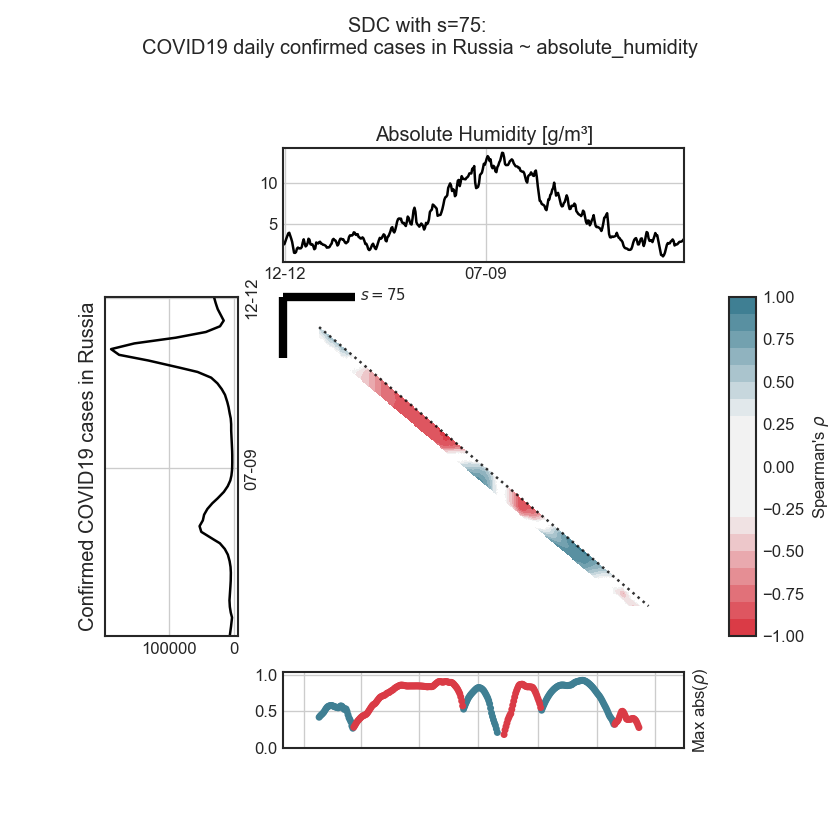 SDC with s=75:
COVID19 daily confirmed cases in Russia ~ absolute_humidity
Absolute Humidity [g/m³]
10
5
12-12
07-09
12-12
s = 75
Confirmed COVID19 cases in Russia
07-09
100000
0
1.00
0.75
0.50
0.25
0.00
−0.25
−0.50
−0.75
−1.00
Spearman's ρ
1.0
0.5
0.0
Max abs(ρ)